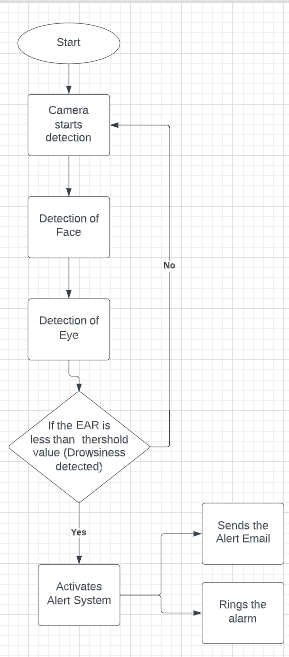 Start
Camera
starts
detection
Detection of
Face
No
Detection of
Eye
If the EAR is
less than thershold
value (Drowsiness
detected)
Yes
Sends the
Alert Email
Activates
Alert System
Rings the
alarm